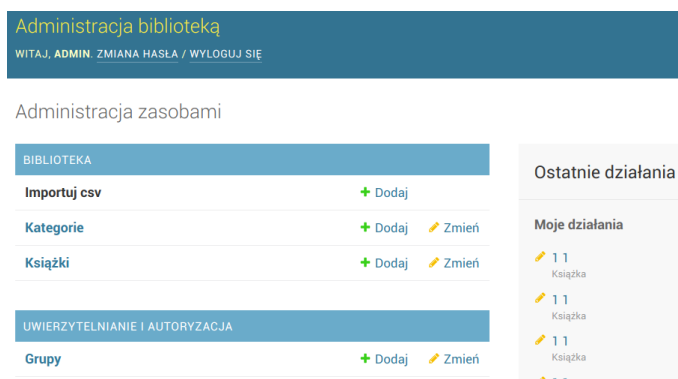 Administracja biblioteką
WITAJ, ADMIN. ZMIANA HASŁA / WYLOGUJ SIĘ
Administracja zasobami
BIBLIOTEKA
Importuj csv Dodaj
Kategorie Dodaj Zmień
Książki Dodaj Zmień
UWIERZYTELNIANIE I AUTORYZACJA
Grupy Dodaj Zmień
Ostatnie działania
Moje działania
1 1
Książka
1 1
Książka
1 1
Książka